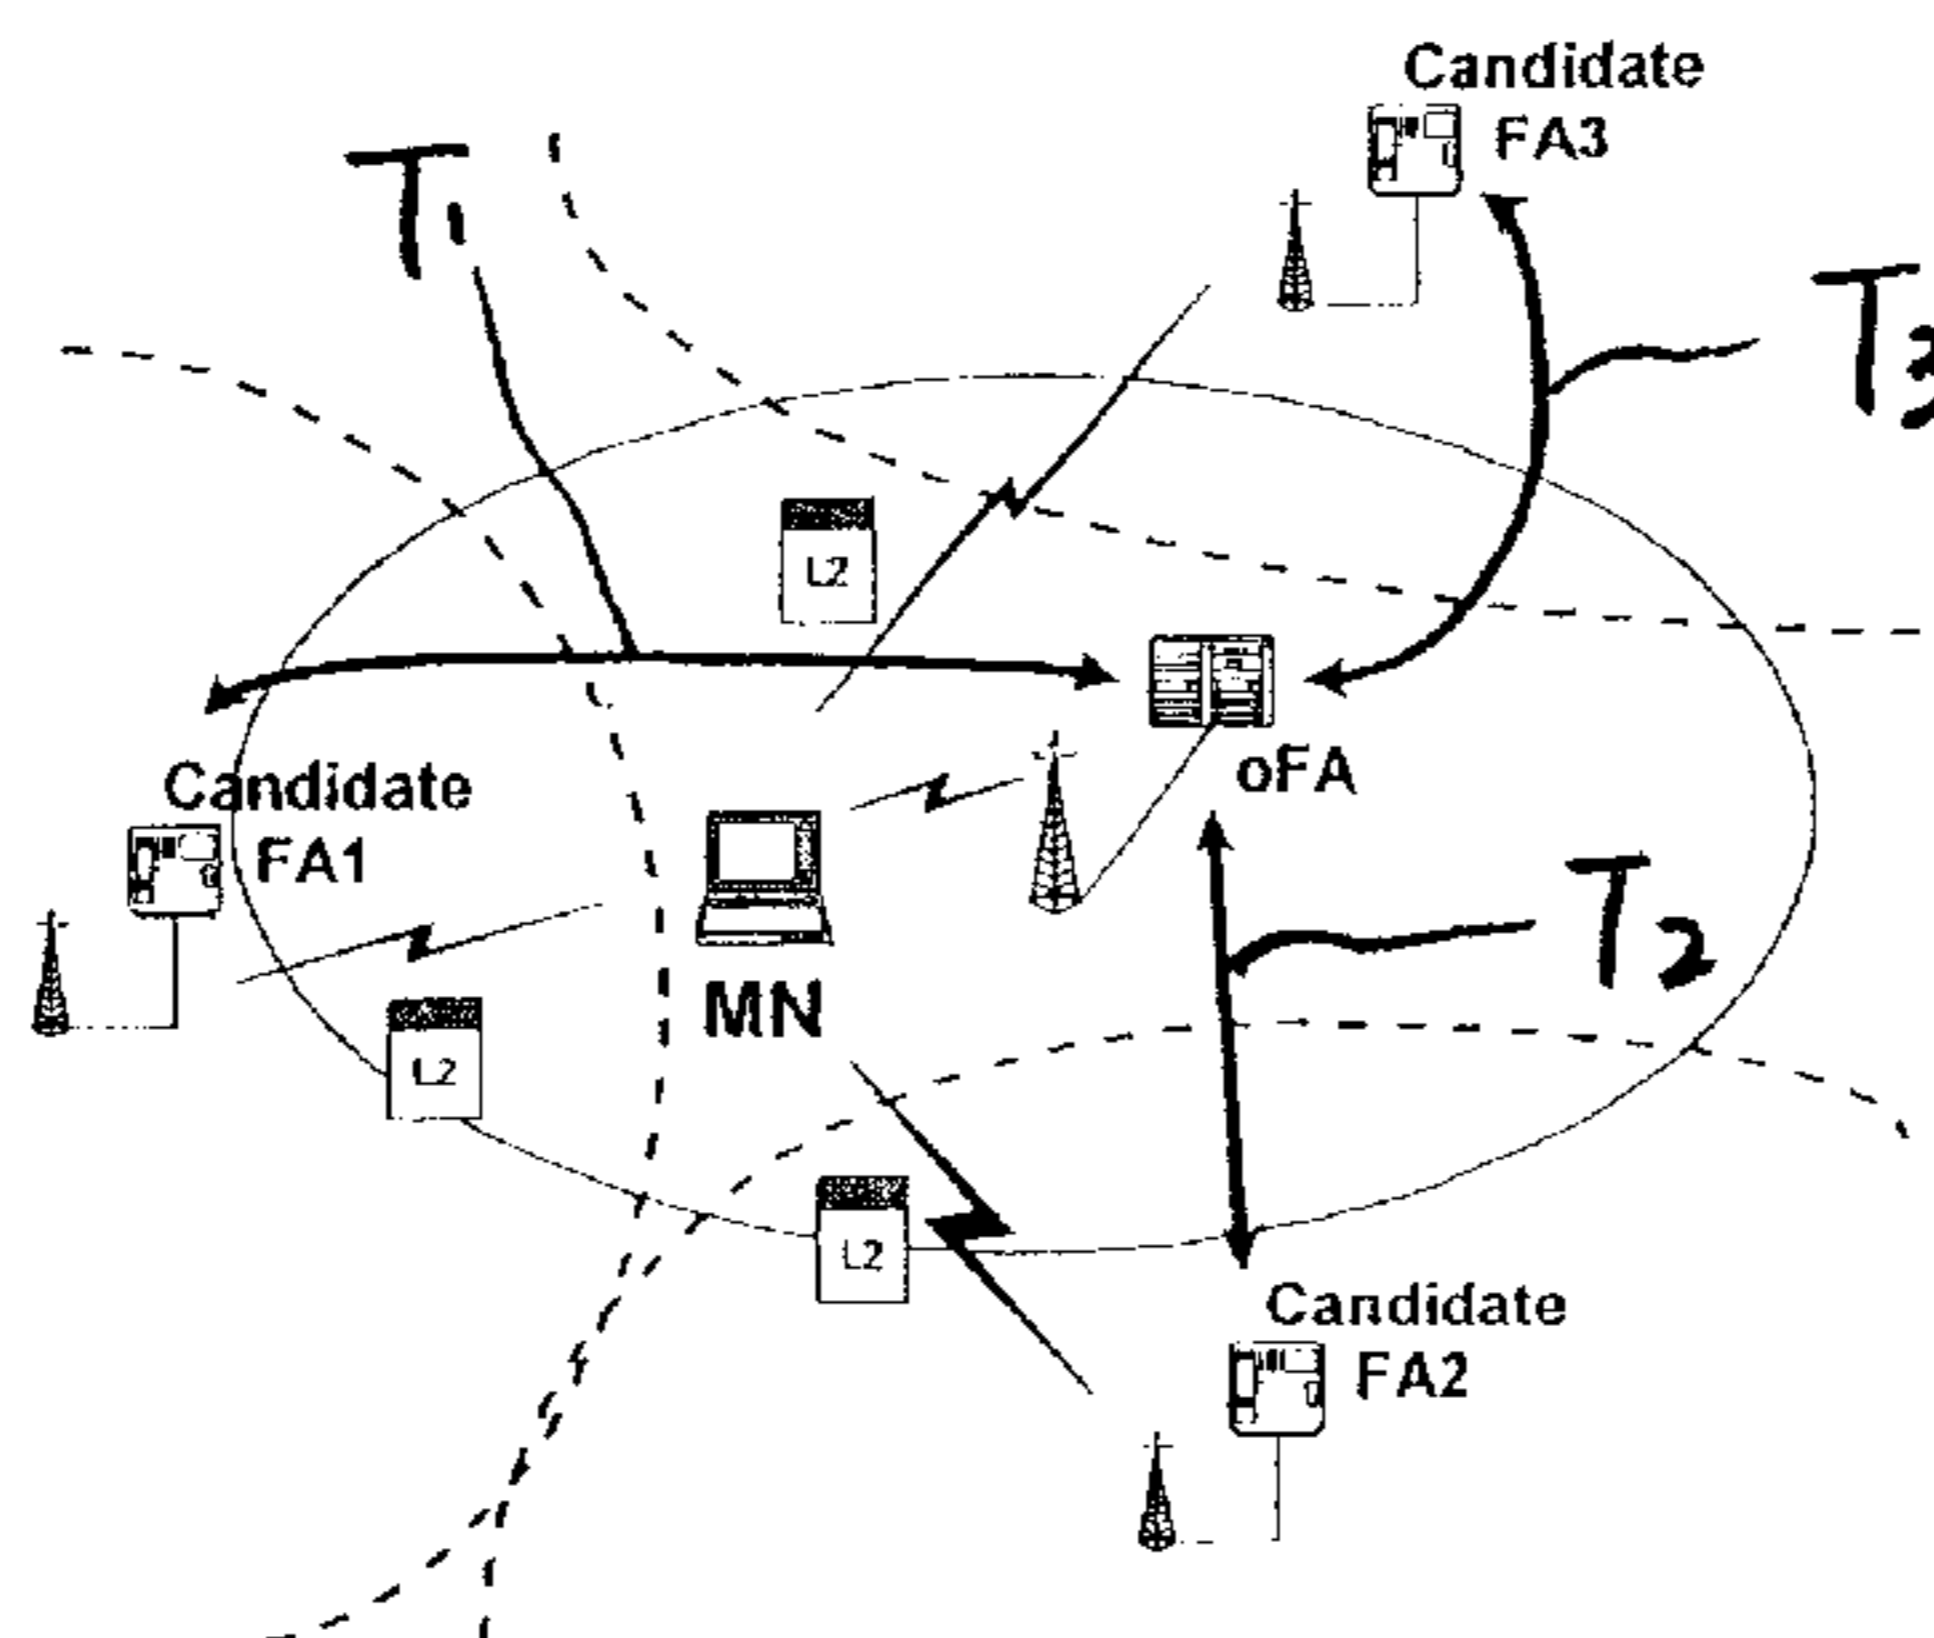 Candidate
FA3
T1
T3
L2
oFA
Candidate
FA1
T2
MN
L2
L2
Candidate
FA2